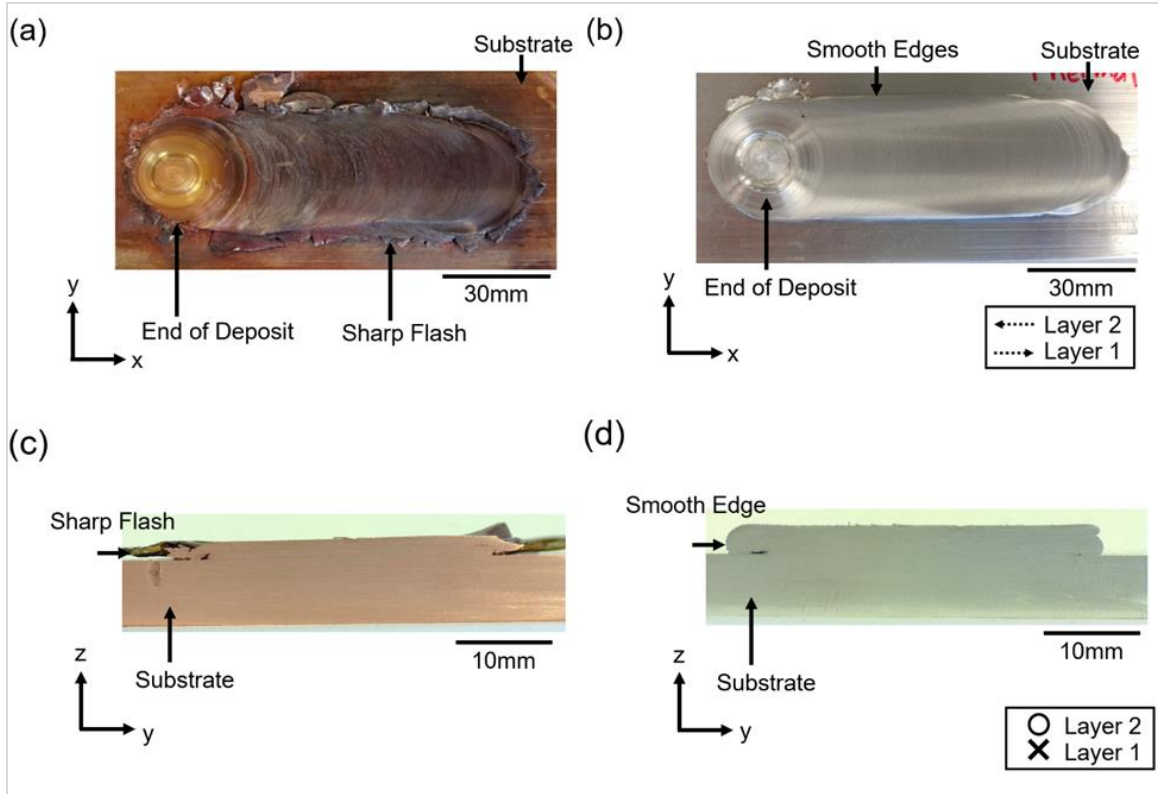 (a)
Substrate
End of Deposit
Sharp Flash
30mm
y
x
(b)
Smooth Edges
Substrate
End of Deposit
30mm
y
x
Layer 2
Layer 1
(c)
Sharp Flash
Substrate
10mm
z
y
(d)
Smooth Edge
Substrate
10mm
z
y
Layer 2
Layer 1